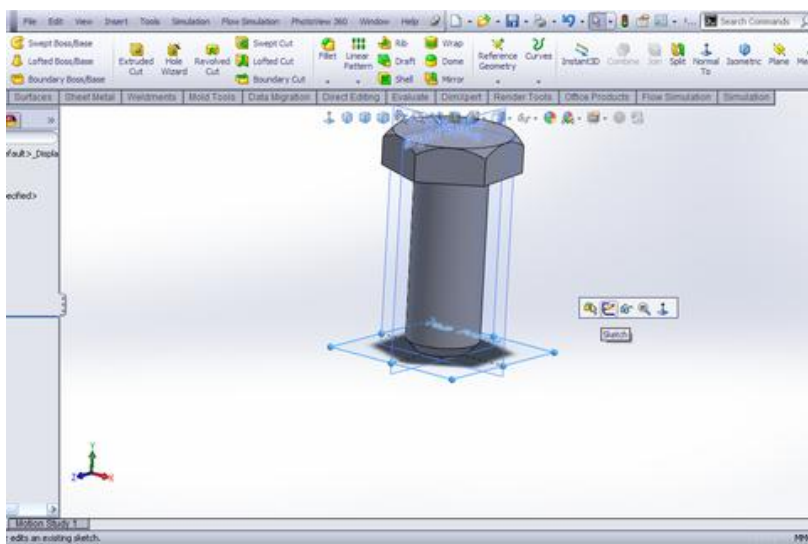 File Edit View Insert Tools Simulation Flow Simulation PhotoView 360 Window Help Search Commands
Swept Boss/Base
Lofted Boss/Base
Boundary Boss/Base
Extruded Cut
Hole Wizard
Revolved Cut
Swept Cut
Lofted Cut
Boundary Cut
Fillet
Linear Pattern
Rib
Draft
Shell
Wrap
Dome
Mirror
Reference Geometry
Curves
Instant3D
Combine
Join
Split
Normal To
Isometric
Plane
Me
Surfaces Sheet Metal Weldments Mold Tools Data Migration Direct Editing Evaluate DimXpert Render Tools Office Products Flow Simulation Simulation
efault>_Displa
ecified>
Sketch
Y
Z X
Motion Study 1
edits an existing sketch.